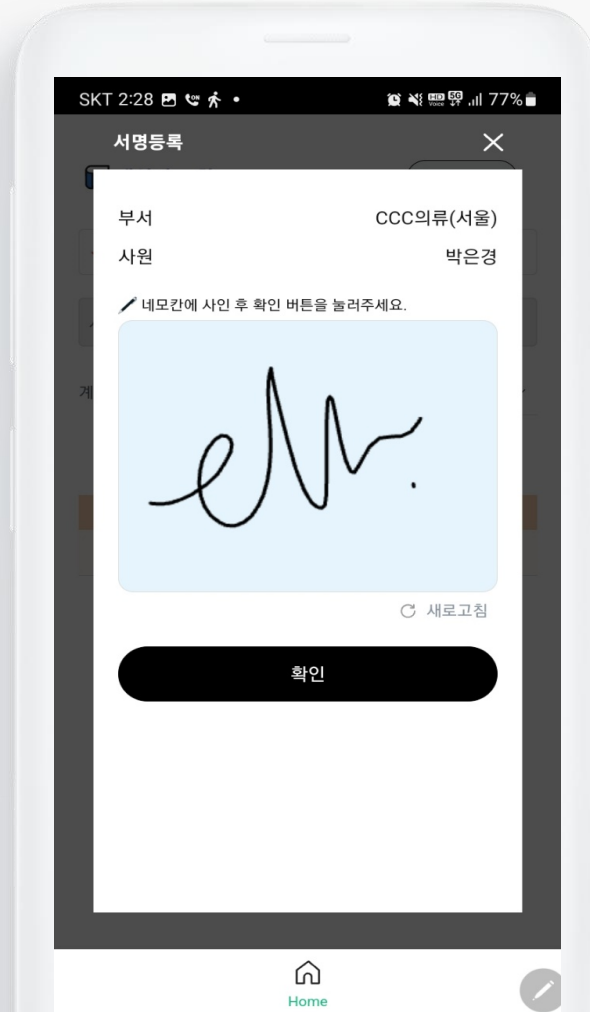 SKT 2:28 77%
서명등록
부서 CCC의류(서울)
사원 박은경
네모칸에 사인 후 확인 버튼을 눌러주세요.
새로고침
확인
Home